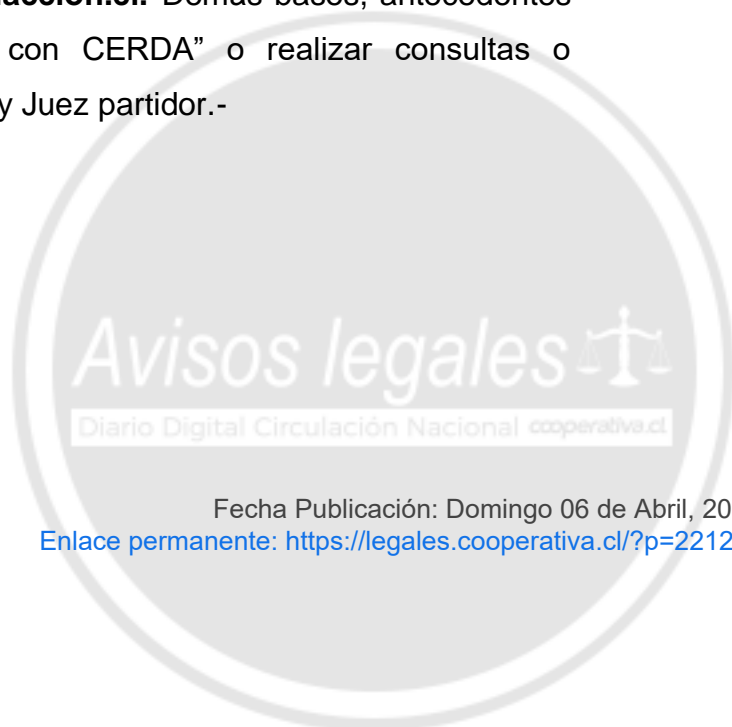 Demás bases, antecedentes
con CERDA” o realizar consultas o
y Juez partidor.-
Avisos legales
Diario Digital Circulación Nacional cooperativa.cl
Fecha Publicación: Domingo 06 de Abril, 20
Enlace permanente: https://legales.cooperativa.cl/?p=2212